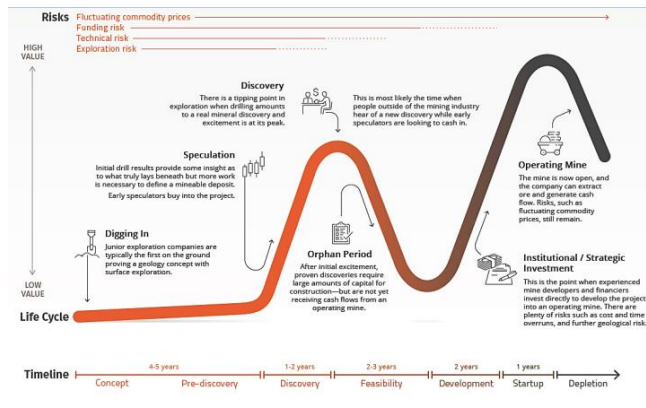 Risks
Fluctuating commodity prices
Funding risk
Technical risk
Exploration risk
HIGH
VALUE
LOW
VALUE
Discovery
There is a tipping point in
exploration when drilling amounts
to a real mineral discovery and
excitement is at its peak.
This is most likely the time when
people outside of the mining industry
hear of a new discovery while early
speculators are looking to cash in.
Speculation
Initial drill results provide some insight as
to what truly lays beneath but more work
is necessary to define a mineable deposit.
Early speculators buy into the project.
Operating Mine
The mine is now open, and
the company can extract
ore and generate cash
flow. Risks, such as
fluctuating commodity
prices, still remain.
Digging In
Junior exploration companies are
typically the first on the ground
proving a geology concept with
surface exploration.
Orphan Period
After initial excitement,
proven discoveries require
large amounts of capital for
construction—but are not yet
receiving cash flows from an
operating mine.
Institutional / Strategic
Investment
This is the point when experienced
mine developers and financiers
invest directly to develop the project
into an operating mine. There are
plenty of risks such as cost and time
overruns, and further geological risk.
Life Cycle
Timeline
4-5 years
1-2 years
2-3 years
2 years
1 years
Concept
Pre-discovery
Discovery
Feasibility
Development
Startup
Depletion